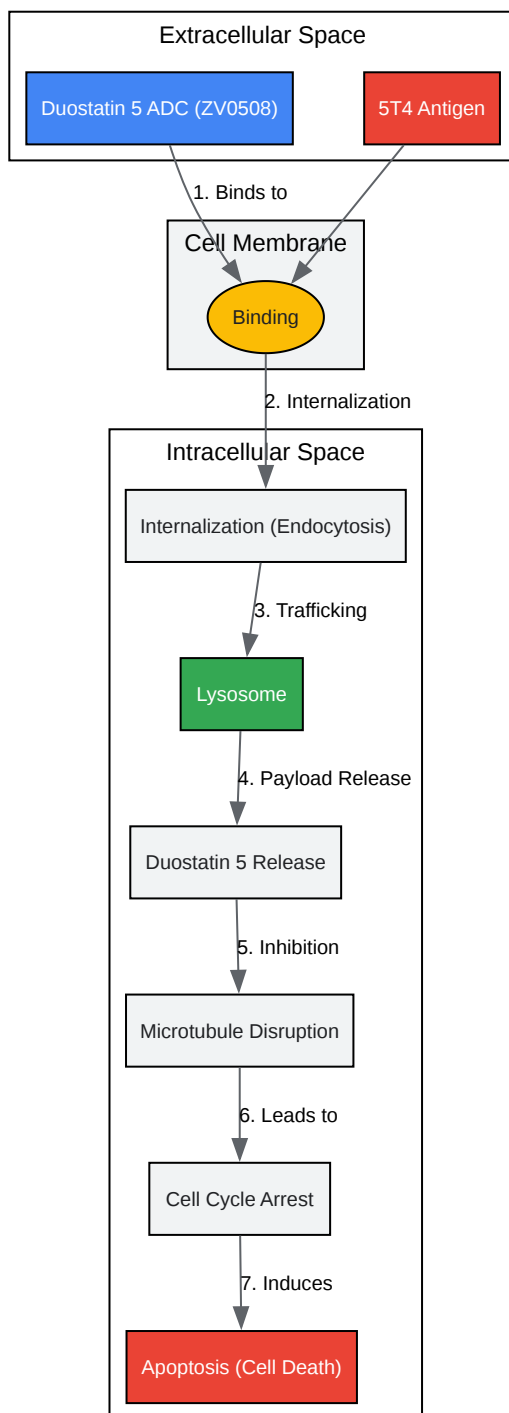 Extracellular Space
Duostatin 5 ADC (ZV0508)
5T4 Antigen
1. Binds to
Cell Membrane
Binding
2. Internalization
Intracellular Space
Internalization (Endocytosis)
3. Trafficking
Lysosome
4. Payload Release
Duostatin 5 Release
5. Inhibition
Microtubule Disruption
6. Leads to
Cell Cycle Arrest
7. Induces
Apoptosis (Cell Death)